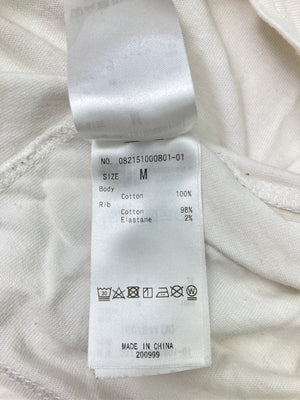 NO. 082151000801-01
SIZE M
Body
Cotton 100%
Rib
Cotton 98%
Elastane 2%
MADE IN CHINA
200999